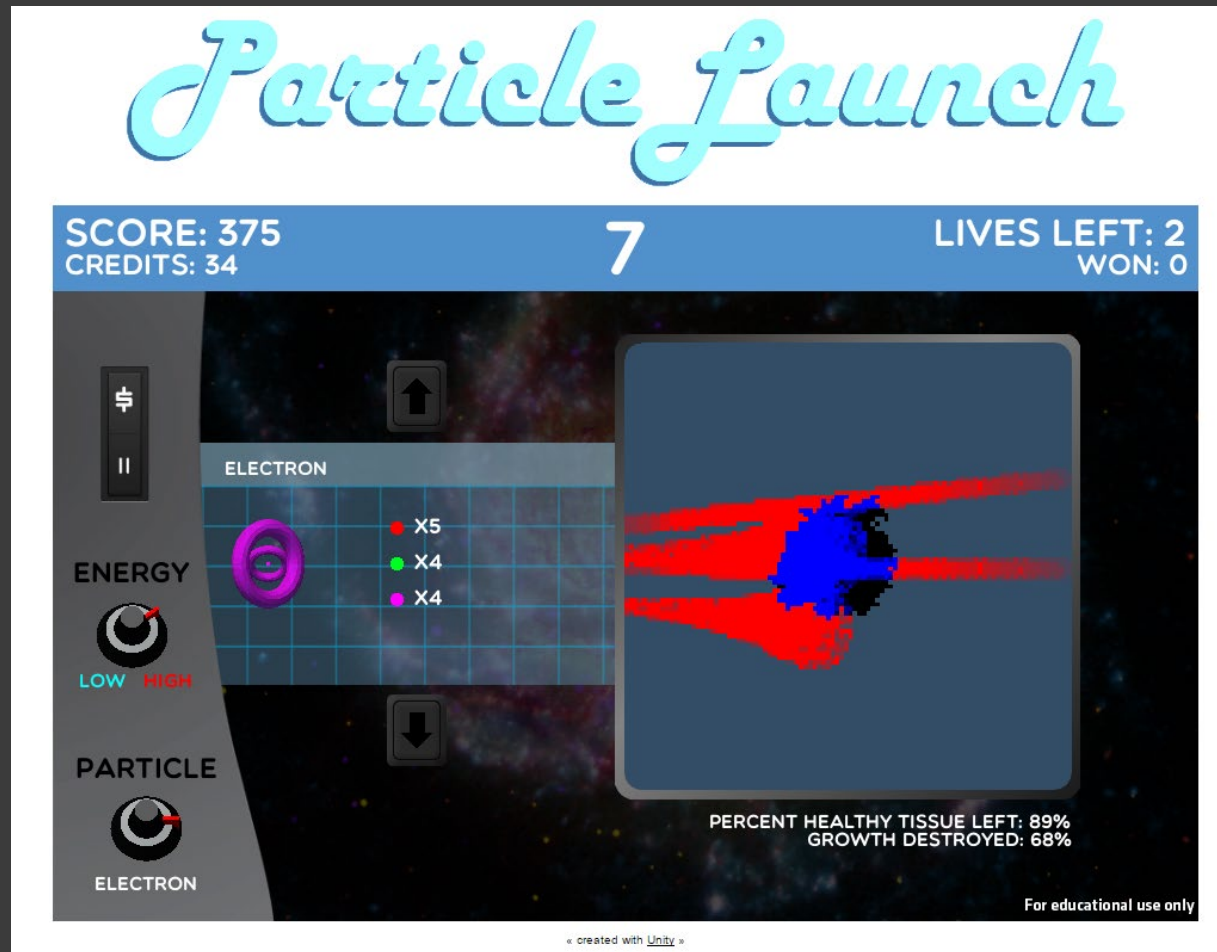 Particle Launch
SCORE: 375
CREDITS: 34
7
LIVES LEFT: 2
WON: 0
$
II
ELECTRON
X5
X4
X4
ENERGY
LOW HIGH
PARTICLE
ELECTRON
PERCENT HEALTHY TISSUE LEFT: 89%
GROWTH DESTROYED: 68%
For educational use only
« created with Unity »